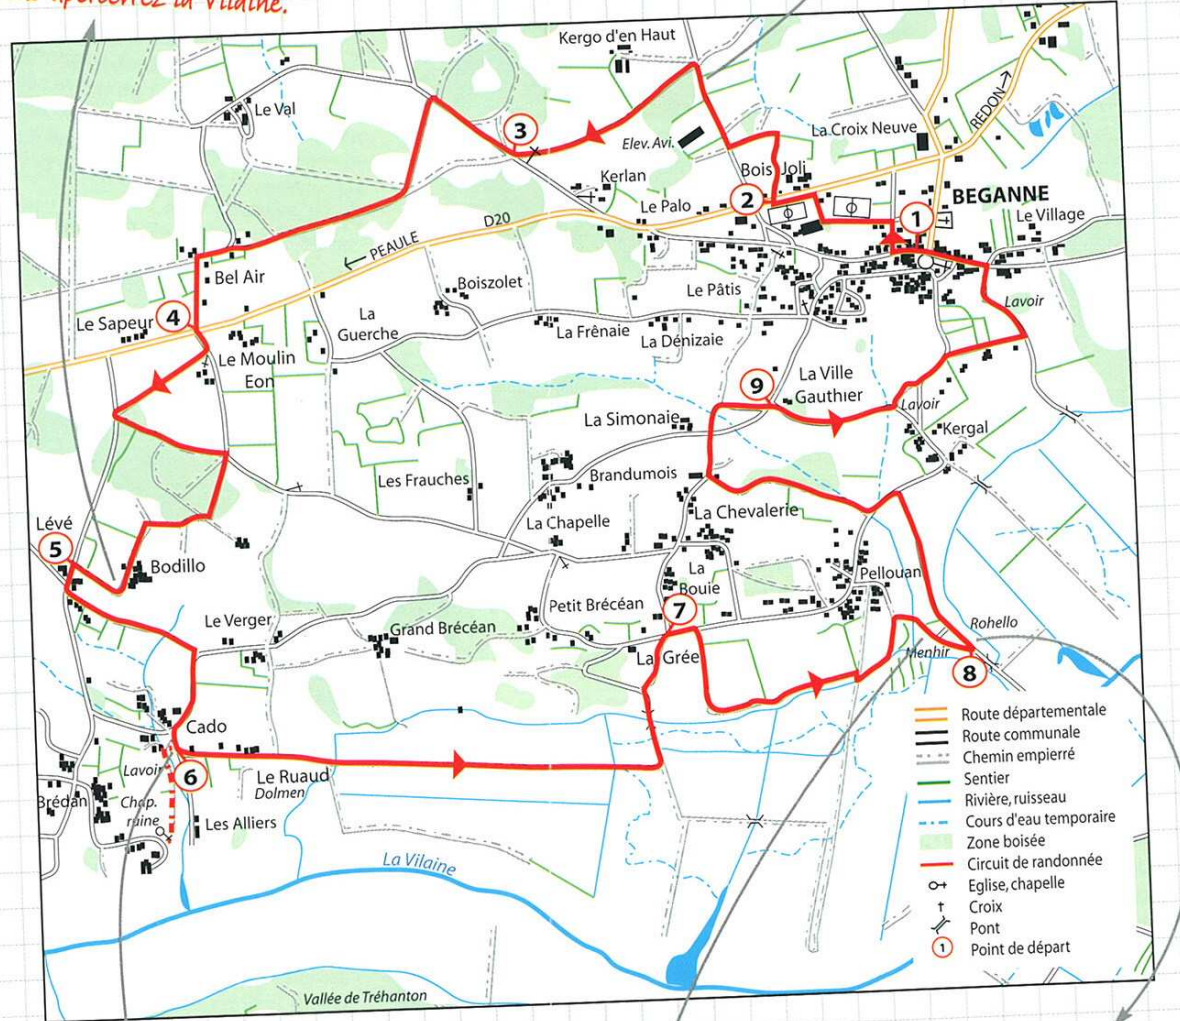 apercevrez la Vilaine.
Kergo d'en Haut
Le Val
3
REDON
La Croix Neuve
Elev. Avi.
Bois Joli
Kerlan
2
BEGANNE
Le Palo
1
Le Village
D20
PEAULE
Bel Air
Boiszolet
Le Pâtis
Lavoir
Le Sapeur
4
La
Guerche
La Frênaie
La Dénizaie
Le Moulin
Eon
9
La Ville
Gauthier
Lavoir
La Simonaie
Kergal
Les Frauches
Brandumois
La Chapelle
La Chevalerie
Lévé
5
Bodillo
La
Bouie
Pellouan
Le Verger
Petit Brécéan
7
Grand Brécéan
Rohello
La Grée
Menhir
8
Cado
Lavoir
6
Le Ruaud
Dolmen
Brédan
Chap.
ruine
Les Alliers
La Vilaine
Vallée de Tréhanton
Route départementale
Route communale
Chemin empierré
Sentier
Rivière, ruisseau
Cours d'eau temporaire
Zone boisée
Circuit de randonnée
Eglise, chapelle
Croix
Pont
1 Point de départ